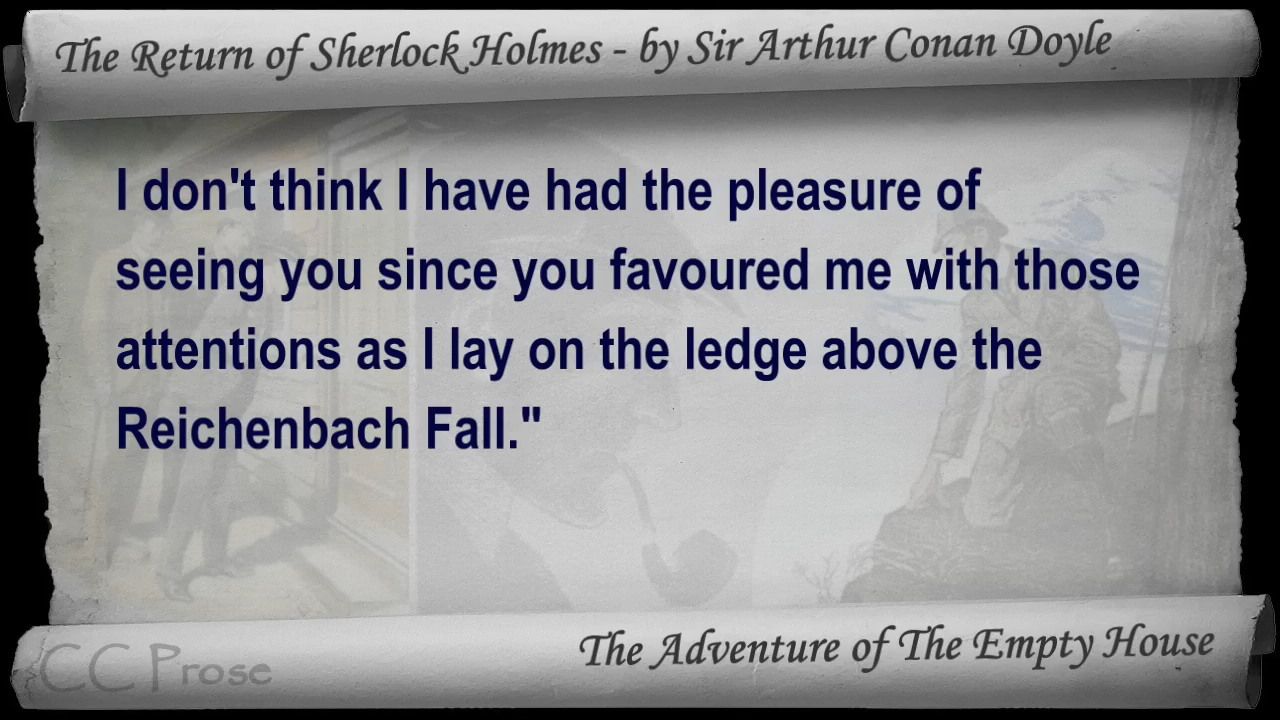 The Return of Sherlock Holmes - by Sir Arthur Conan Doyle
I don't think I have had the pleasure of
seeing you since you favoured me with those
attentions as I lay on the ledge above the
Reichenbach Fall."
CC Prose
The Adventure of The Empty House